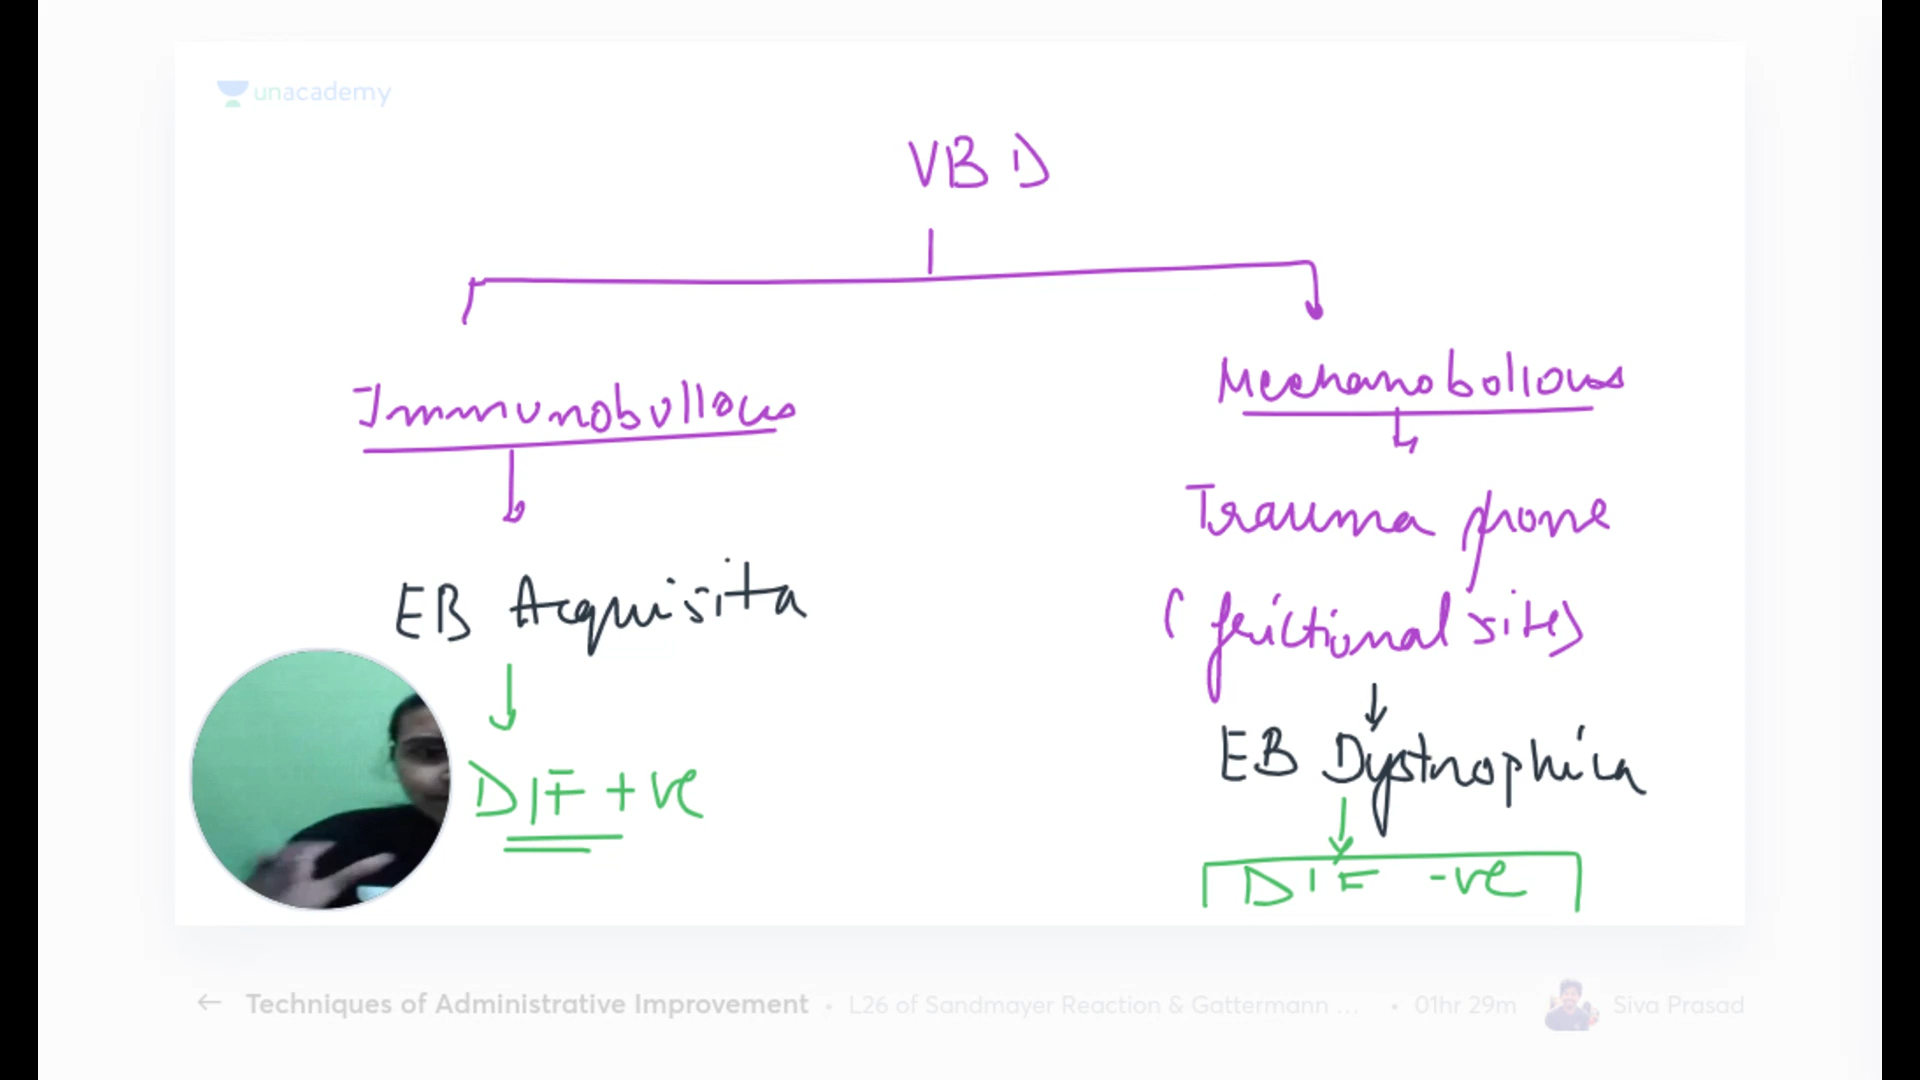 unacademy
VBD
Immunobullous
Mechanobollous
Trauma prone
( frictional sites)
EB Acquisita
EB Dystrophica
DIF +ve
DIF -ve
← Techniques of Administrative Improvement • L26 of Sandmayer Reaction & Gattermann ... • 01hr 29m Siva Prasad